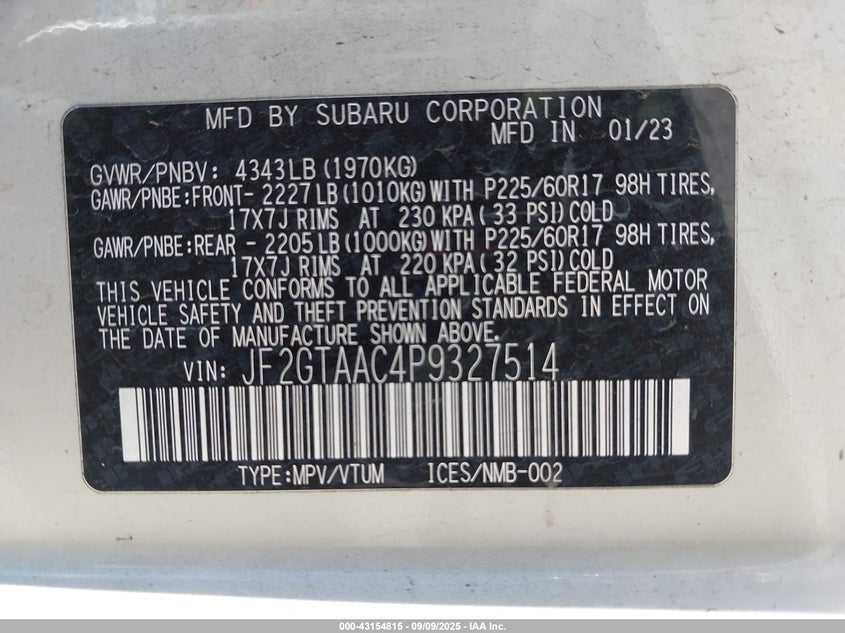 MFD BY SUBARU CORPORATION
MFD IN 01/23
GVWR/PNBV: 4343LB(1970KG)
GAWR/PNBE:FRONT- 2227LB(1010KG)WITH P225/60R17 98H TIRES,
17X7J RIMS AT 230 KPA(33 PSI)COLD
GAWR/PNBE:REAR - 2205LB(1000KG)WITH P225/60R17 98H TIRES,
17X7J RIMS AT 220 KPA(32 PSI)COLD
THIS VEHICLE CONFORMS TO ALL APPLICABLE FEDERAL MOTOR
VEHICLE SAFETY AND THEFT PREVENTION STANDARDS IN EFFECT ON
THE DATE OF MANUFACTURE SHOWN ABOVE.
VIN: JF2GTAAC4P9327514
TYPE:MPV/VTUM ICES/NMB-002
000-43154815 - 09/09/2025 - IAA Inc.